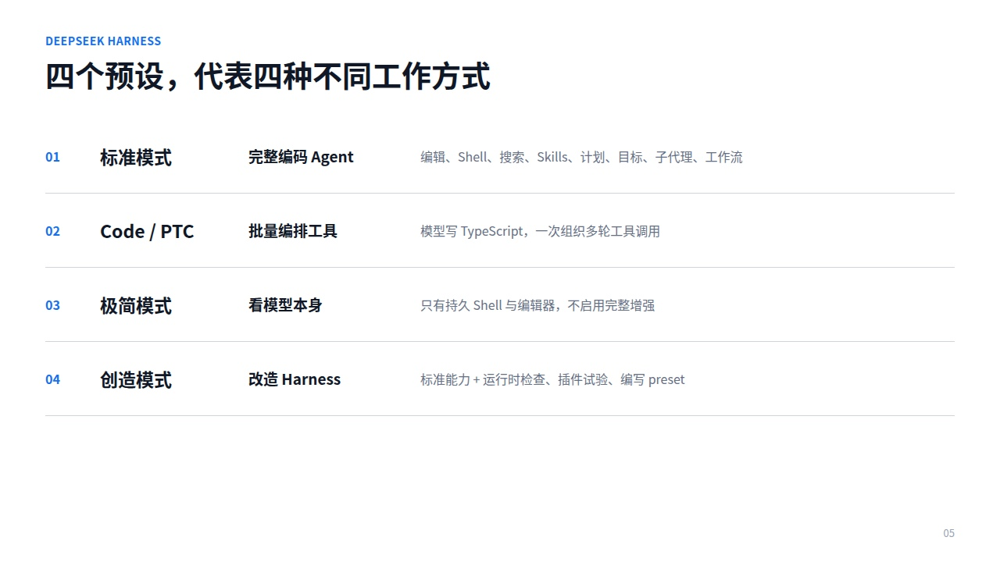 DEEPSEEK HARNESS
四个预设，代表四种不同工作方式
01 标准模式 完整编码 Agent 编辑、Shell、搜索、Skills、计划、目标、子代理、工作流
02 Code / PTC 批量编排工具 模型写 TypeScript，一次组织多轮工具调用
03 极简模式 看模型本身 只有持久 Shell 与编辑器，不启用完整增强
04 创造模式 改造 Harness 标准能力 + 运行时检查、插件试验、编写 preset
05